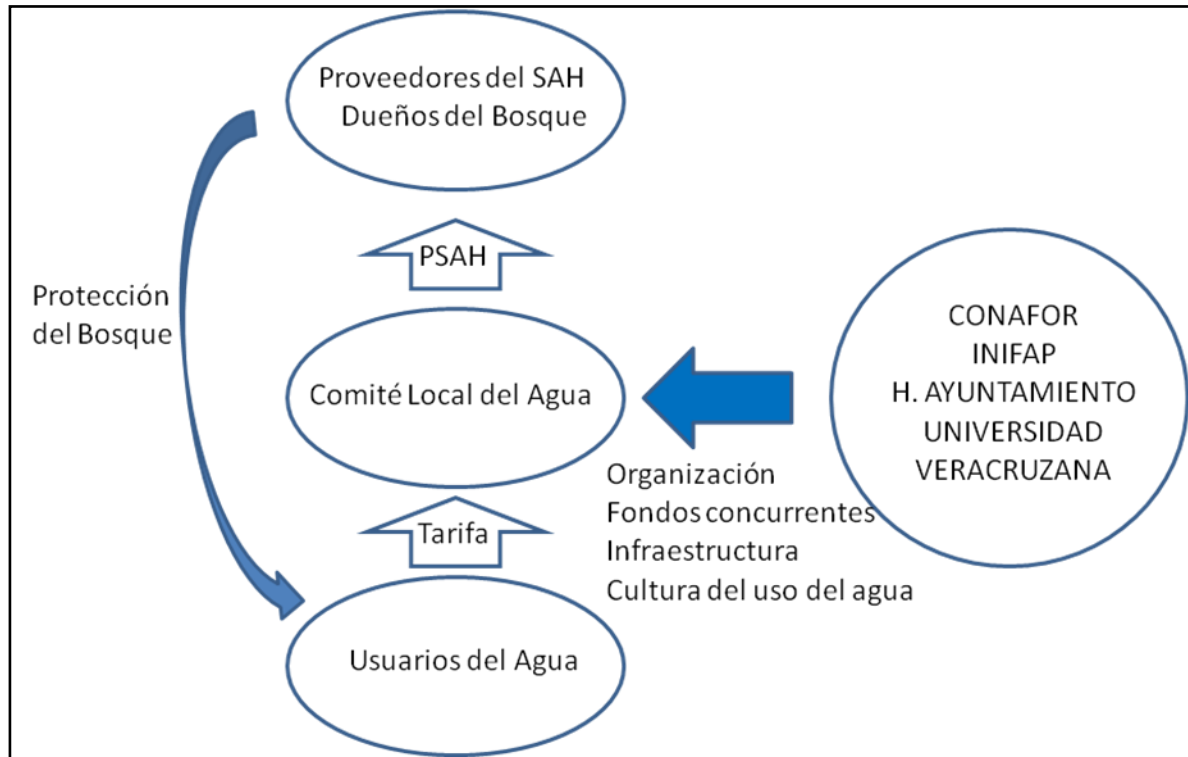 Proveedores del SAH
Dueños del Bosque
PSAH
Protección
del Bosque
Comité Local del Agua
CONAFOR
INIFAP
H. AYUNTAMIENTO
UNIVERSIDAD
VERACRUZANA
Organización
Fondos concurrentes
Infraestructura
Cultura del uso del agua
Tarifa
Usuarios del Agua